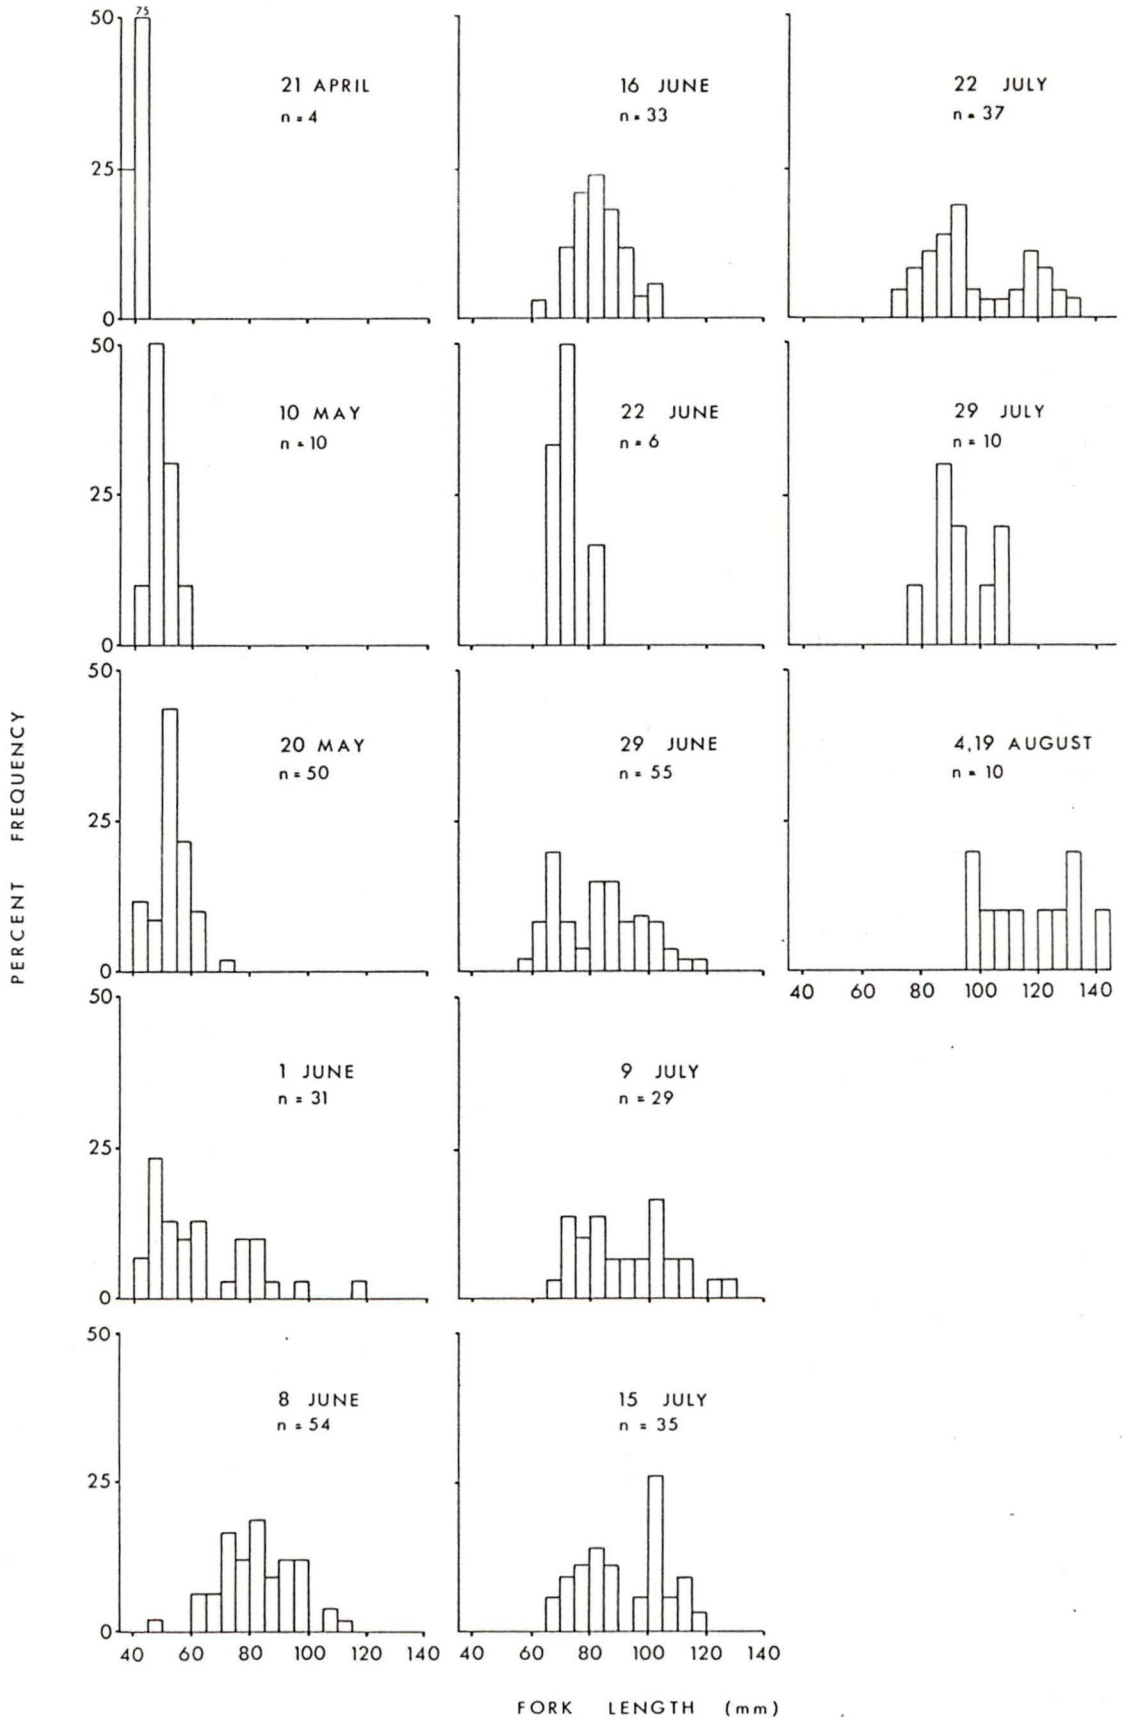 50
75
25
0
21 APRIL
n = 4
16 JUNE
n = 33
22 JULY
n = 37
50
25
0
10 MAY
n = 10
22 JUNE
n = 6
29 JULY
n = 10
50
25
0
20 MAY
n = 50
29 JUNE
n = 55
4,19 AUGUST
n = 10
40 60 80 100 120 140
50
25
0
1 JUNE
n = 31
9 JULY
n = 29
50
25
0
8 JUNE
n = 54
15 JULY
n = 35
40 60 80 100 120 140
40 60 80 100 120 140
PERCENT FREQUENCY
FORK LENGTH (mm)